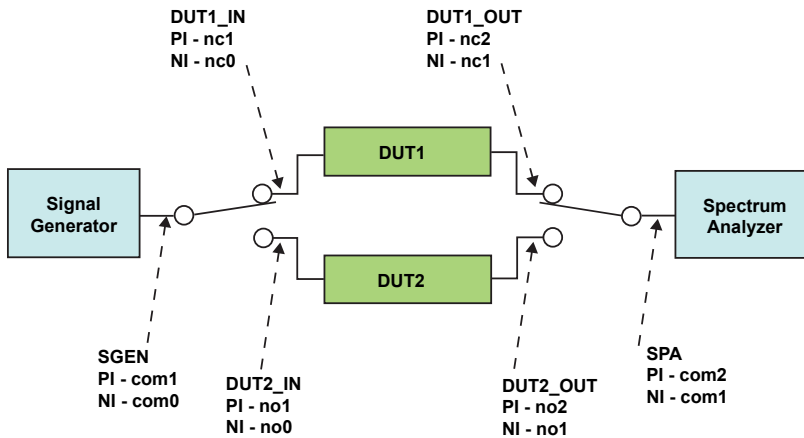 DUT1_IN
PI - nc1
NI - nc0
DUT1_OUT
PI - nc2
NI - nc1
DUT1
Signal
Generator
Spectrum
Analyzer
DUT2
SGEN
PI - com1
NI - com0
DUT2_IN
PI - no1
NI - no0
DUT2_OUT
PI - no2
NI - no1
SPA
PI - com2
NI - com1